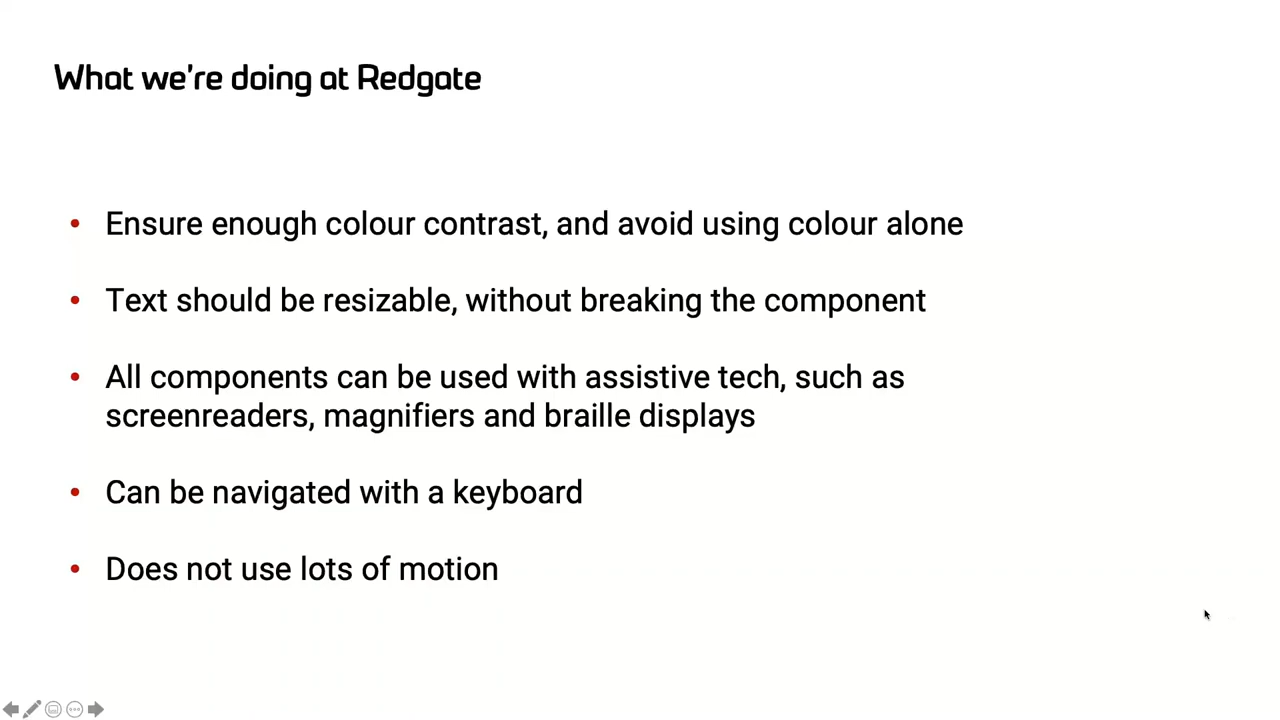 What we're doing at Redgate
• Ensure enough colour contrast, and avoid using colour alone
• Text should be resizable, without breaking the component
• All components can be used with assistive tech, such as
screenreaders, magnifiers and braille displays
• Can be navigated with a keyboard
• Does not use lots of motion